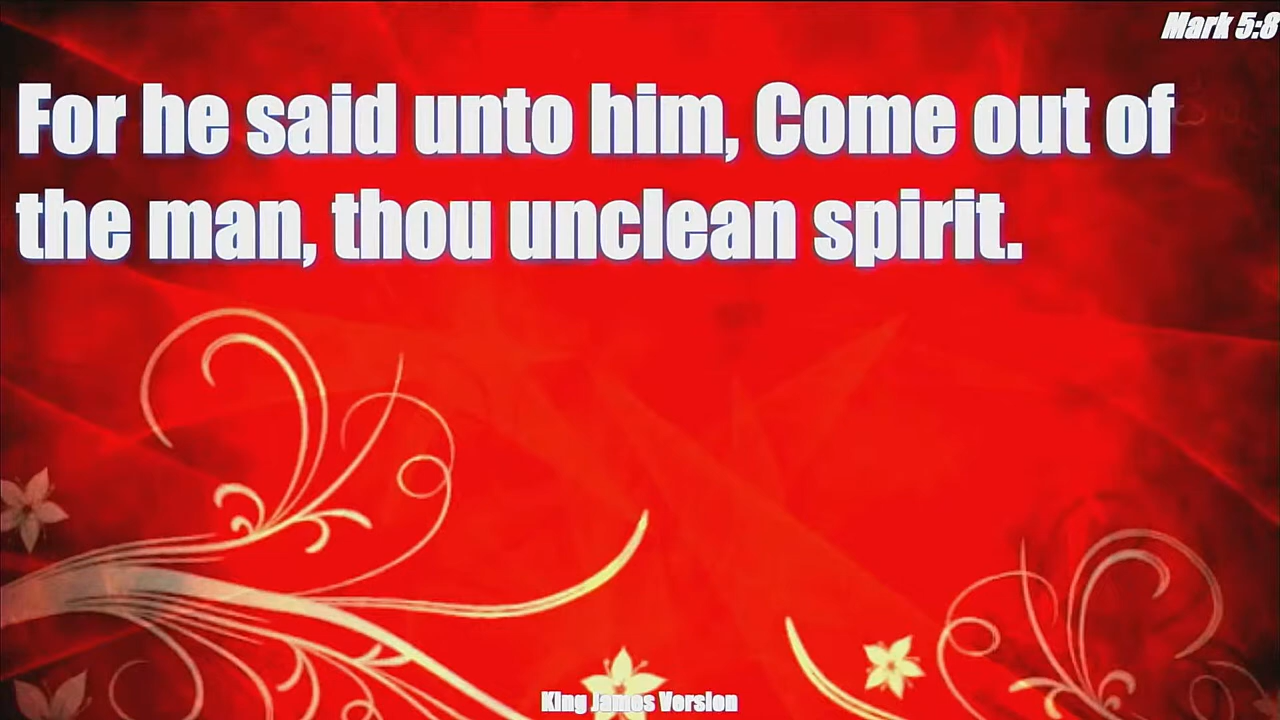 Mark 5:8
For he said unto him, Come out of
the man, thou unclean spirit.
King James Version